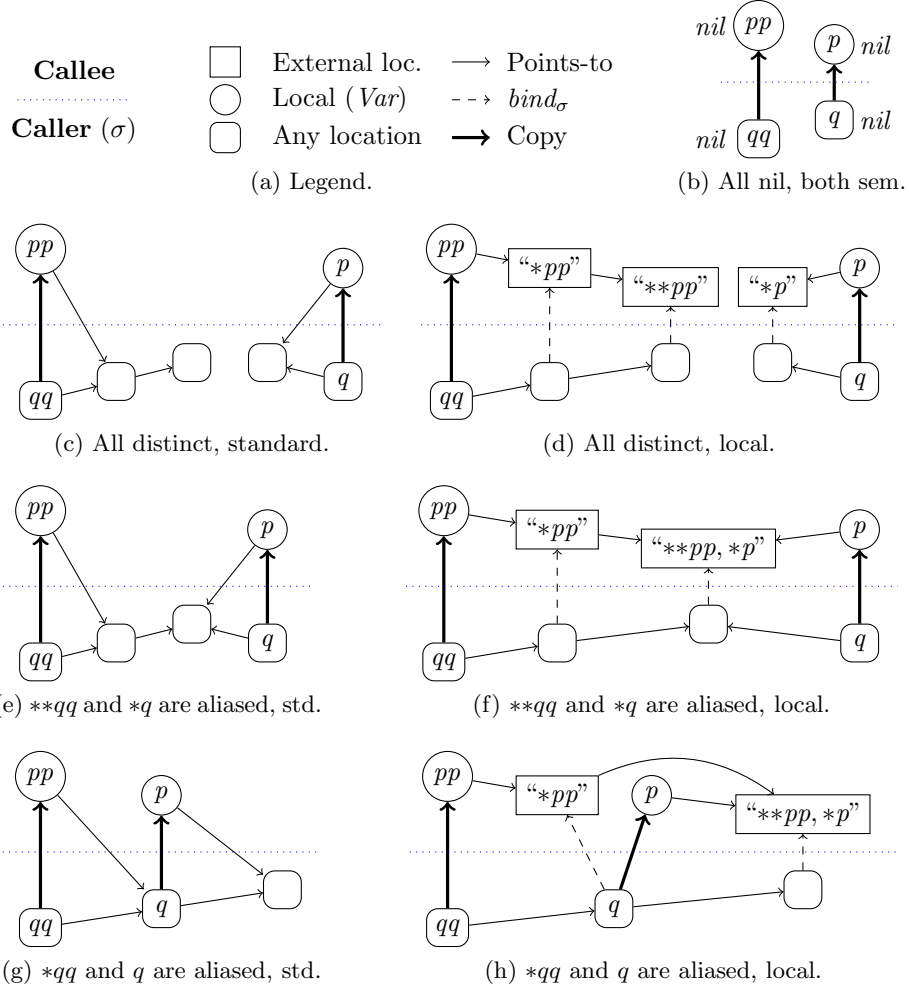 Callee
Caller (σ)
External loc.
Local (Var)
Any location
Points-to
bind_σ
Copy
(a) Legend.
nil pp
p nil
nil qq
q nil
(b) All nil, both sem.
pp
p
qq
q
(c) All distinct, standard.
pp “∗pp” “∗∗pp” “∗p” p
qq
q
(d) All distinct, local.
pp
p
qq
q
(e) ∗∗qq and ∗q are aliased, std.
pp “∗pp” “∗∗pp, ∗p” p
qq
q
(f) ∗∗qq and ∗q are aliased, local.
pp
p
qq
q
(g) ∗qq and q are aliased, std.
pp “∗pp” p “∗∗pp, ∗p”
qq
q
(h) ∗qq and q are aliased, local.